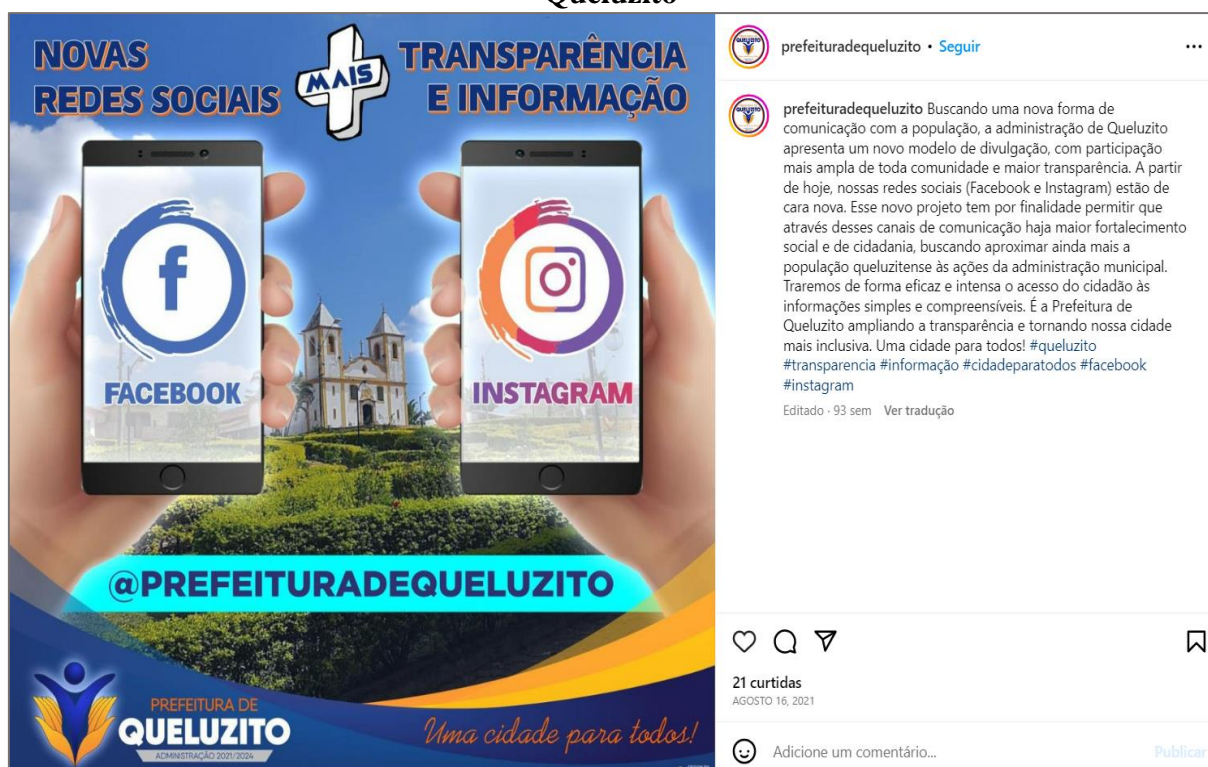 Queluzito
NOVAS
REDES SOCIAIS
MAIS
TRANSPARÊNCIA
E INFORMAÇÃO
FACEBOOK
INSTAGRAM
@PREFEITURADEQUELUZITO
PREFEITURA DE
QUELUZITO
ADMINISTRAÇÃO 2021/2024
Uma cidade para todos!
prefeituradequeluzito • Seguir
prefeituradequeluzito Buscando uma nova forma de
comunicação com a população, a administração de Queluzito
apresenta um novo modelo de divulgação, com participação
mais ampla de toda comunidade e maior transparência. A partir
de hoje, nossas redes sociais (Facebook e Instagram) estão de
cara nova. Esse novo projeto tem por finalidade permitir que
através desses canais de comunicação haja maior fortalecimento
social e de cidadania, buscando aproximar ainda mais a
população queluzitense às ações da administração municipal.
Traremos de forma eficaz e intensa o acesso do cidadão às
informações simples e compreensíveis. É a Prefeitura de
Queluzito ampliando a transparência e tornando nossa cidade
mais inclusiva. Uma cidade para todos! #queluzito
#transparencia #informação #cidadeparatodos #facebook
#instagram
Editado · 93 sem Ver tradução
21 curtidas
AGOSTO 16, 2021
Adicione um comentário...
Publicar